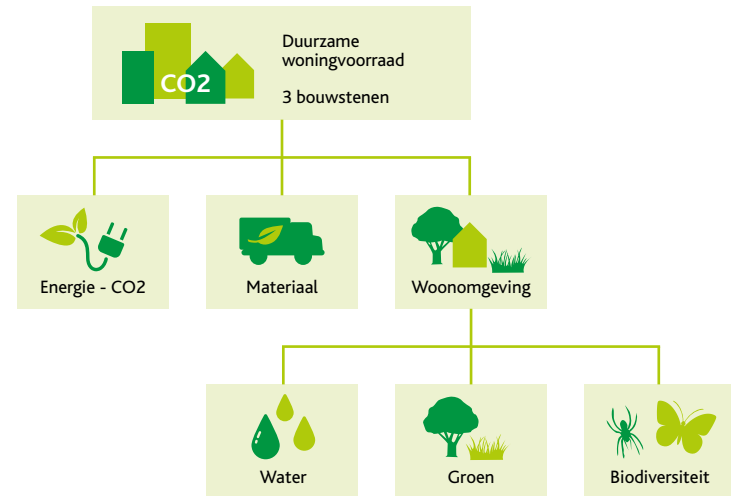 CO2
Duurzame
woningvoorraad
3 bouwstenen
Energie - CO2
Materiaal
Woonomgeving
Water
Groen
Biodiversiteit